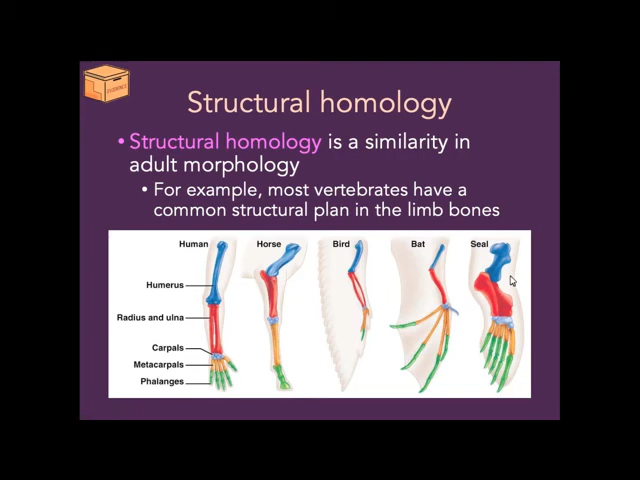 EVIDENCE
Structural homology
• Structural homology is a similarity in
adult morphology
• For example, most vertebrates have a
common structural plan in the limb bones
Human Horse Bird Bat Seal
Humerus
Radius and ulna
Carpals
Metacarpals
Phalanges